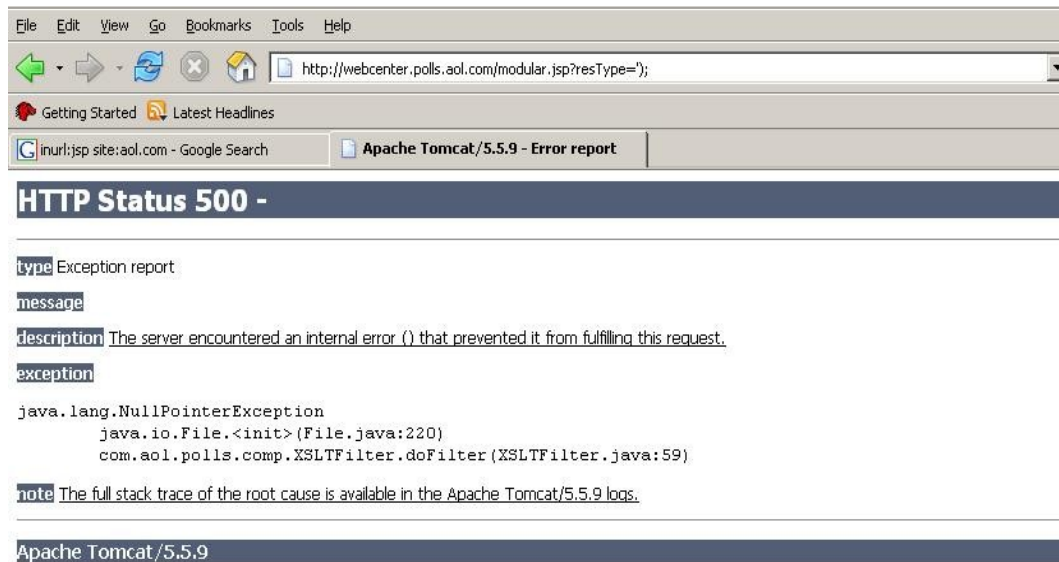 File Edit View Go Bookmarks Tools Help
http://webcenter.polls.aol.com/modular.jsp?resType=');
Getting Started Latest Headlines
G inurl:jsp site:aol.com - Google Search Apache Tomcat/5.5.9 - Error report
HTTP Status 500 -
type Exception report
message
description The server encountered an internal error () that prevented it from fulfilling this request.
exception
java.lang.NullPointerException
java.io.File.<init>(File.java:220)
com.aol.polls.comp.XSLTFilter.doFilter(XSLTFilter.java:59)
note The full stack trace of the root cause is available in the Apache Tomcat/5.5.9 logs.
Apache Tomcat/5.5.9